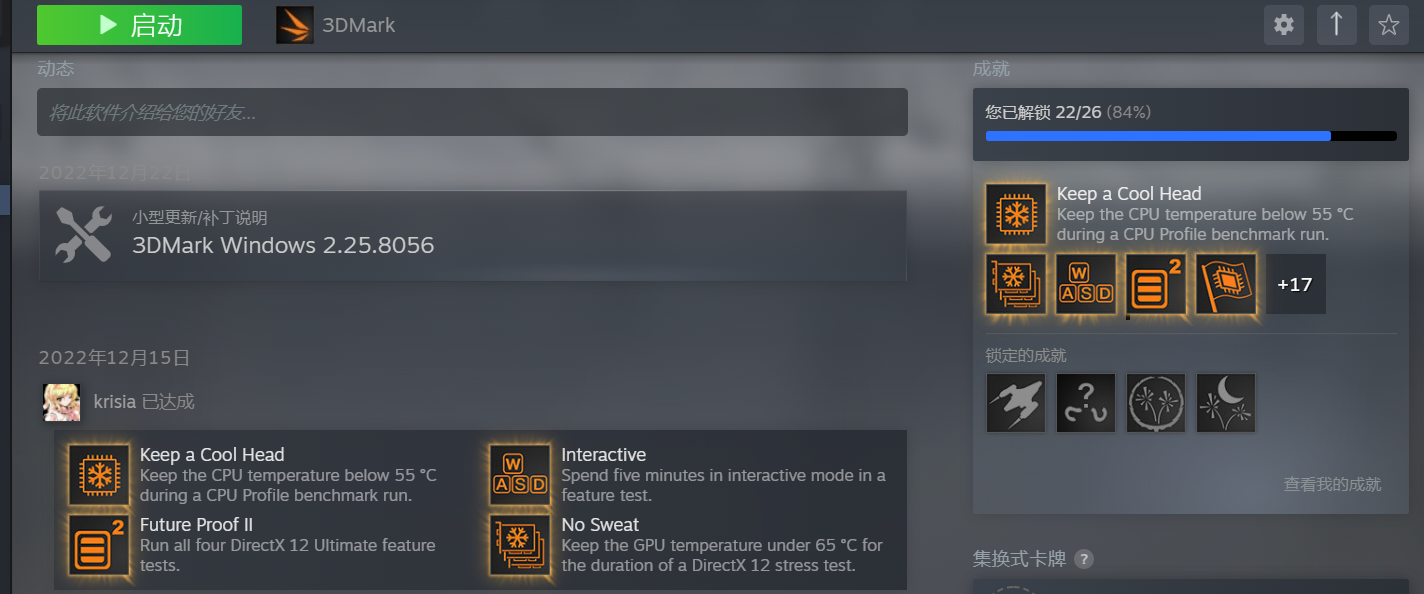 启动
3DMark
动态
将此软件介绍给您的好友...
2022年12月22日
小型更新/补丁说明
3DMark Windows 2.25.8056
2022年12月15日
krisia 已达成
Keep a Cool Head
Keep the CPU temperature below 55 °C
during a CPU Profile benchmark run.
W
A S D
Interactive
Spend five minutes in interactive mode in a
feature test.
2
Future Proof II
Run all four DirectX 12 Ultimate feature
tests.
No Sweat
Keep the GPU temperature under 65 °C for
the duration of a DirectX 12 stress test.
成就
您已解锁 22/26 (84%)
Keep a Cool Head
Keep the CPU temperature below 55 °C
during a CPU Profile benchmark run.
W
A S D
2
+17
锁定的成就
?
查看我的成就
集换式卡牌 ?